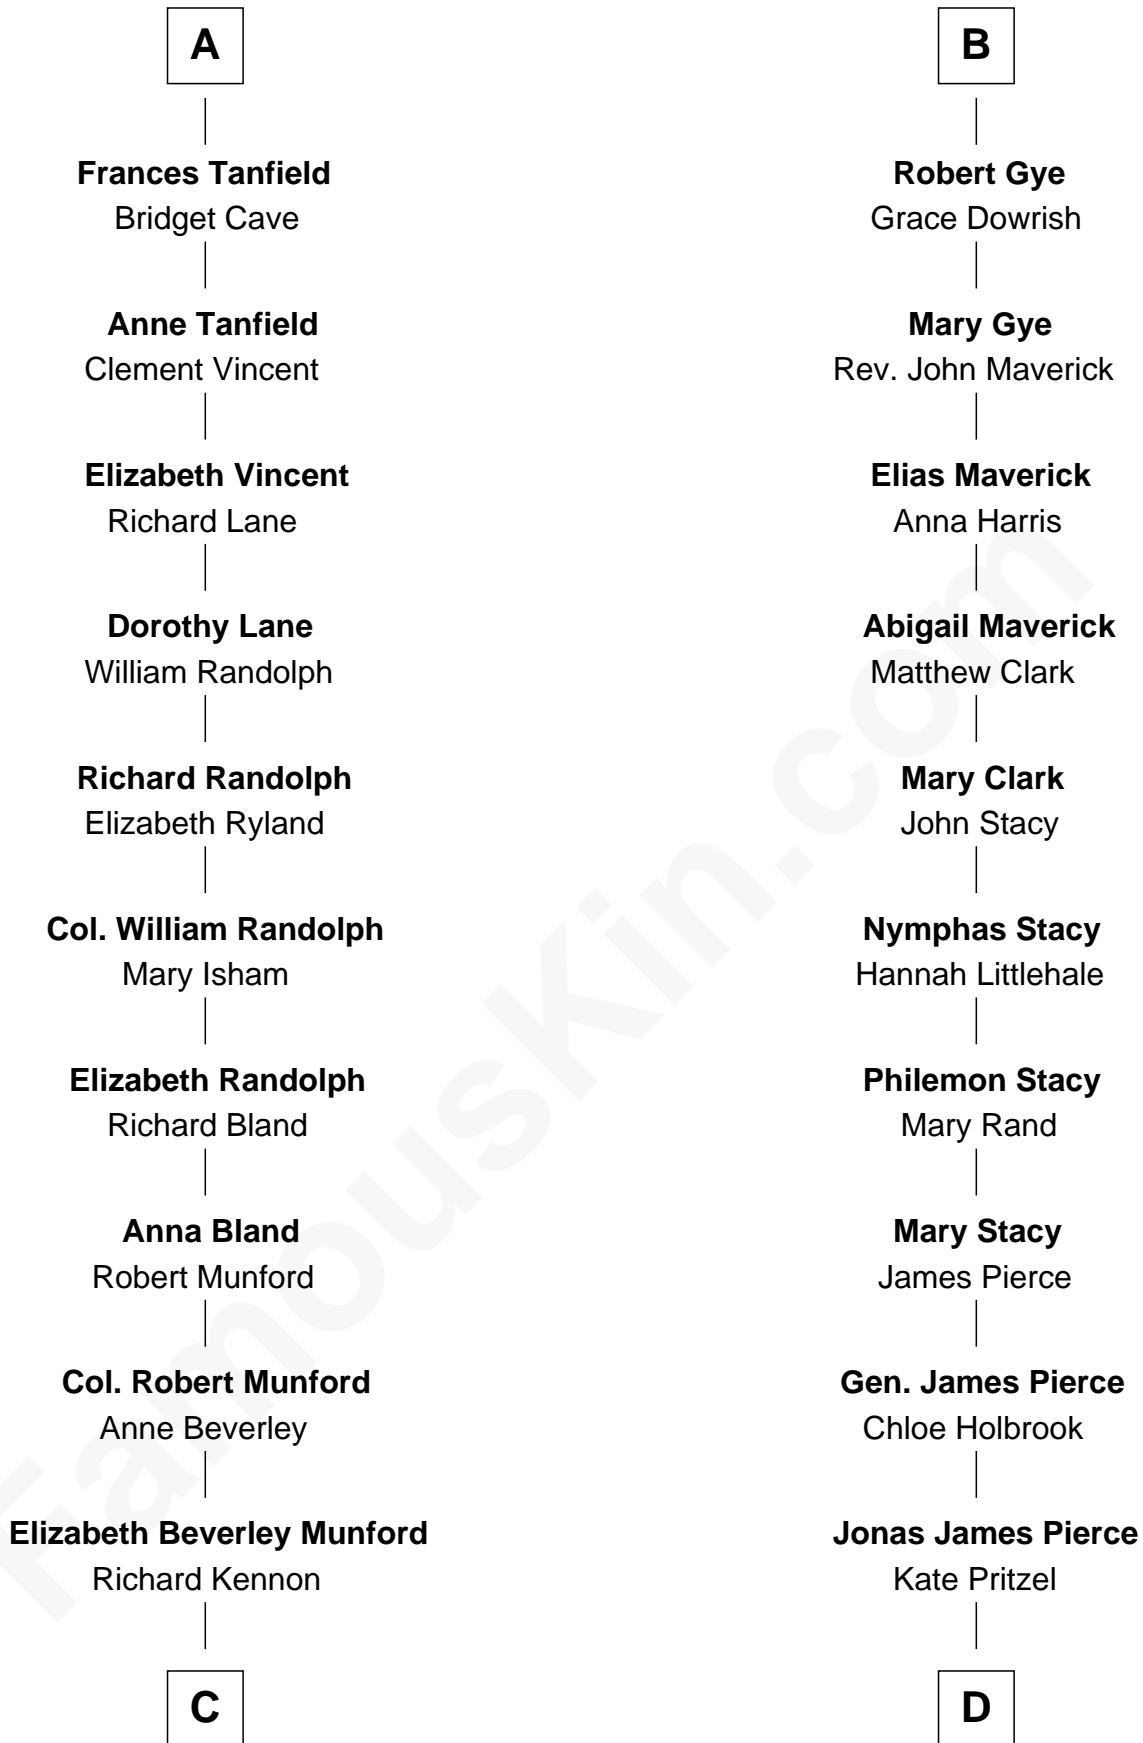 A
Frances Tanfield
Bridget Cave
Anne Tanfield
Clement Vincent
Elizabeth Vincent
Richard Lane
Dorothy Lane
William Randolph
Richard Randolph
Elizabeth Ryland
Col. William Randolph
Mary Isham
Elizabeth Randolph
Richard Bland
Anna Bland
Robert Munford
Col. Robert Munford
Anne Beverley
Elizabeth Beverley Munford
Richard Kennon
C
B
Robert Gye
Grace Dowrish
Mary Gye
Rev. John Maverick
Elias Maverick
Anna Harris
Abigail Maverick
Matthew Clark
Mary Clark
John Stacy
Nymphas Stacy
Hannah Littlehale
Philemon Stacy
Mary Rand
Mary Stacy
James Pierce
Gen. James Pierce
Chloe Holbrook
Jonas James Pierce
Kate Pritzel
D
FamousKin.com